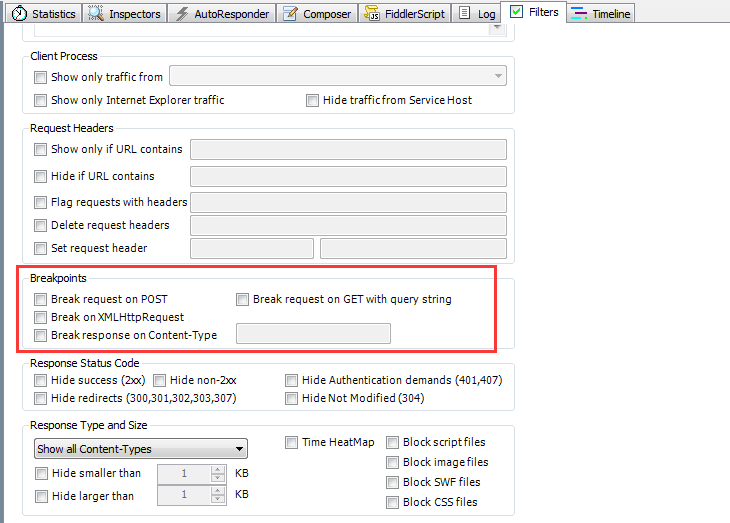 Statistics Inspectors AutoResponder Composer FiddlerScript Log Filters Timeline
Client Process
Show only traffic from
Show only Internet Explorer traffic Hide traffic from Service Host
Request Headers
Show only if URL contains
Hide if URL contains
Flag requests with headers
Delete request headers
Set request header
Breakpoints
Break request on POST Break request on GET with query string
Break on XMLHttpRequest
Break response on Content-Type
Response Status Code
Hide success (2xx) Hide non-2xx Hide Authentication demands (401,407)
Hide redirects (300,301,302,303,307) Hide Not Modified (304)
Response Type and Size
Show all Content-Types Time HeatMap Block script files
Block image files
Hide smaller than 1 KB Block SWF files
Hide larger than 1 KB Block CSS files